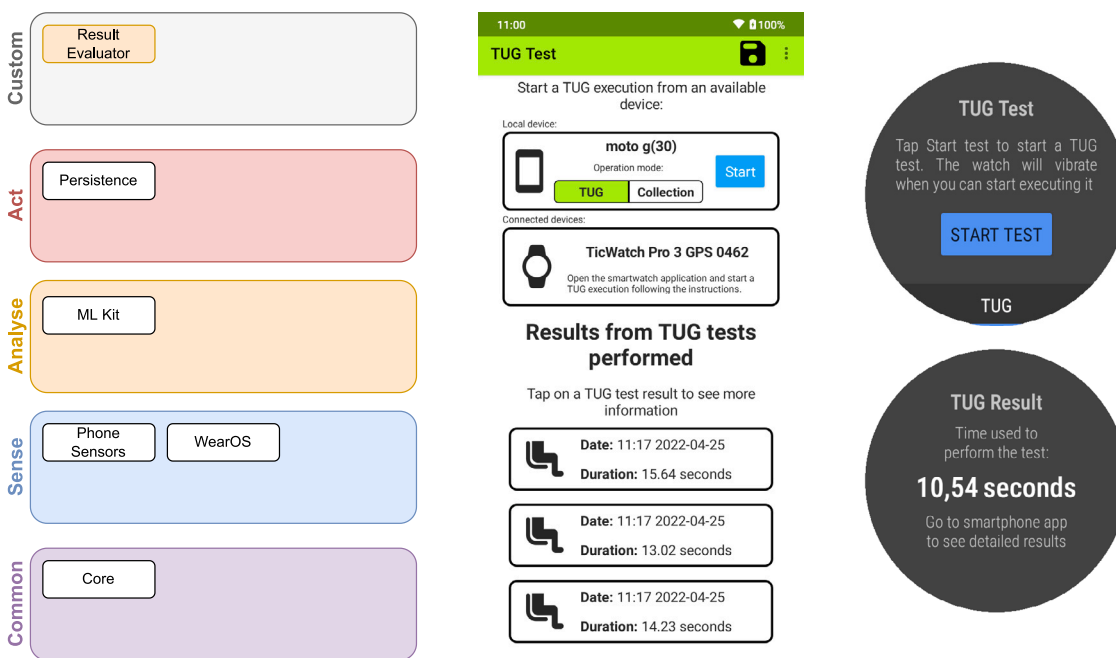 Custom
Result
Evaluator
Act
Persistence
Analyse
ML Kit
Sense
Phone
Sensors
WearOS
Common
Core
11:00
100%
TUG Test
Start a TUG execution from an available
device:
Local device:
moto g(30)
Operation mode:
TUG
Collection
Start
Connected devices:
TicWatch Pro 3 GPS 0462
Open the smartwatch application and start a
TUG execution following the instructions.
Results from TUG tests
performed
Tap on a TUG test result to see more
information
Date: 11:17 2022-04-25
Duration: 15.64 seconds
Date: 11:17 2022-04-25
Duration: 13.02 seconds
Date: 11:17 2022-04-25
Duration: 14.23 seconds
TUG Test
Tap Start test to start a TUG
test. The watch will vibrate
when you can start executing it
START TEST
TUG
TUG Result
Time used to
perform the test:
10,54 seconds
Go to smartphone app
to see detailed results